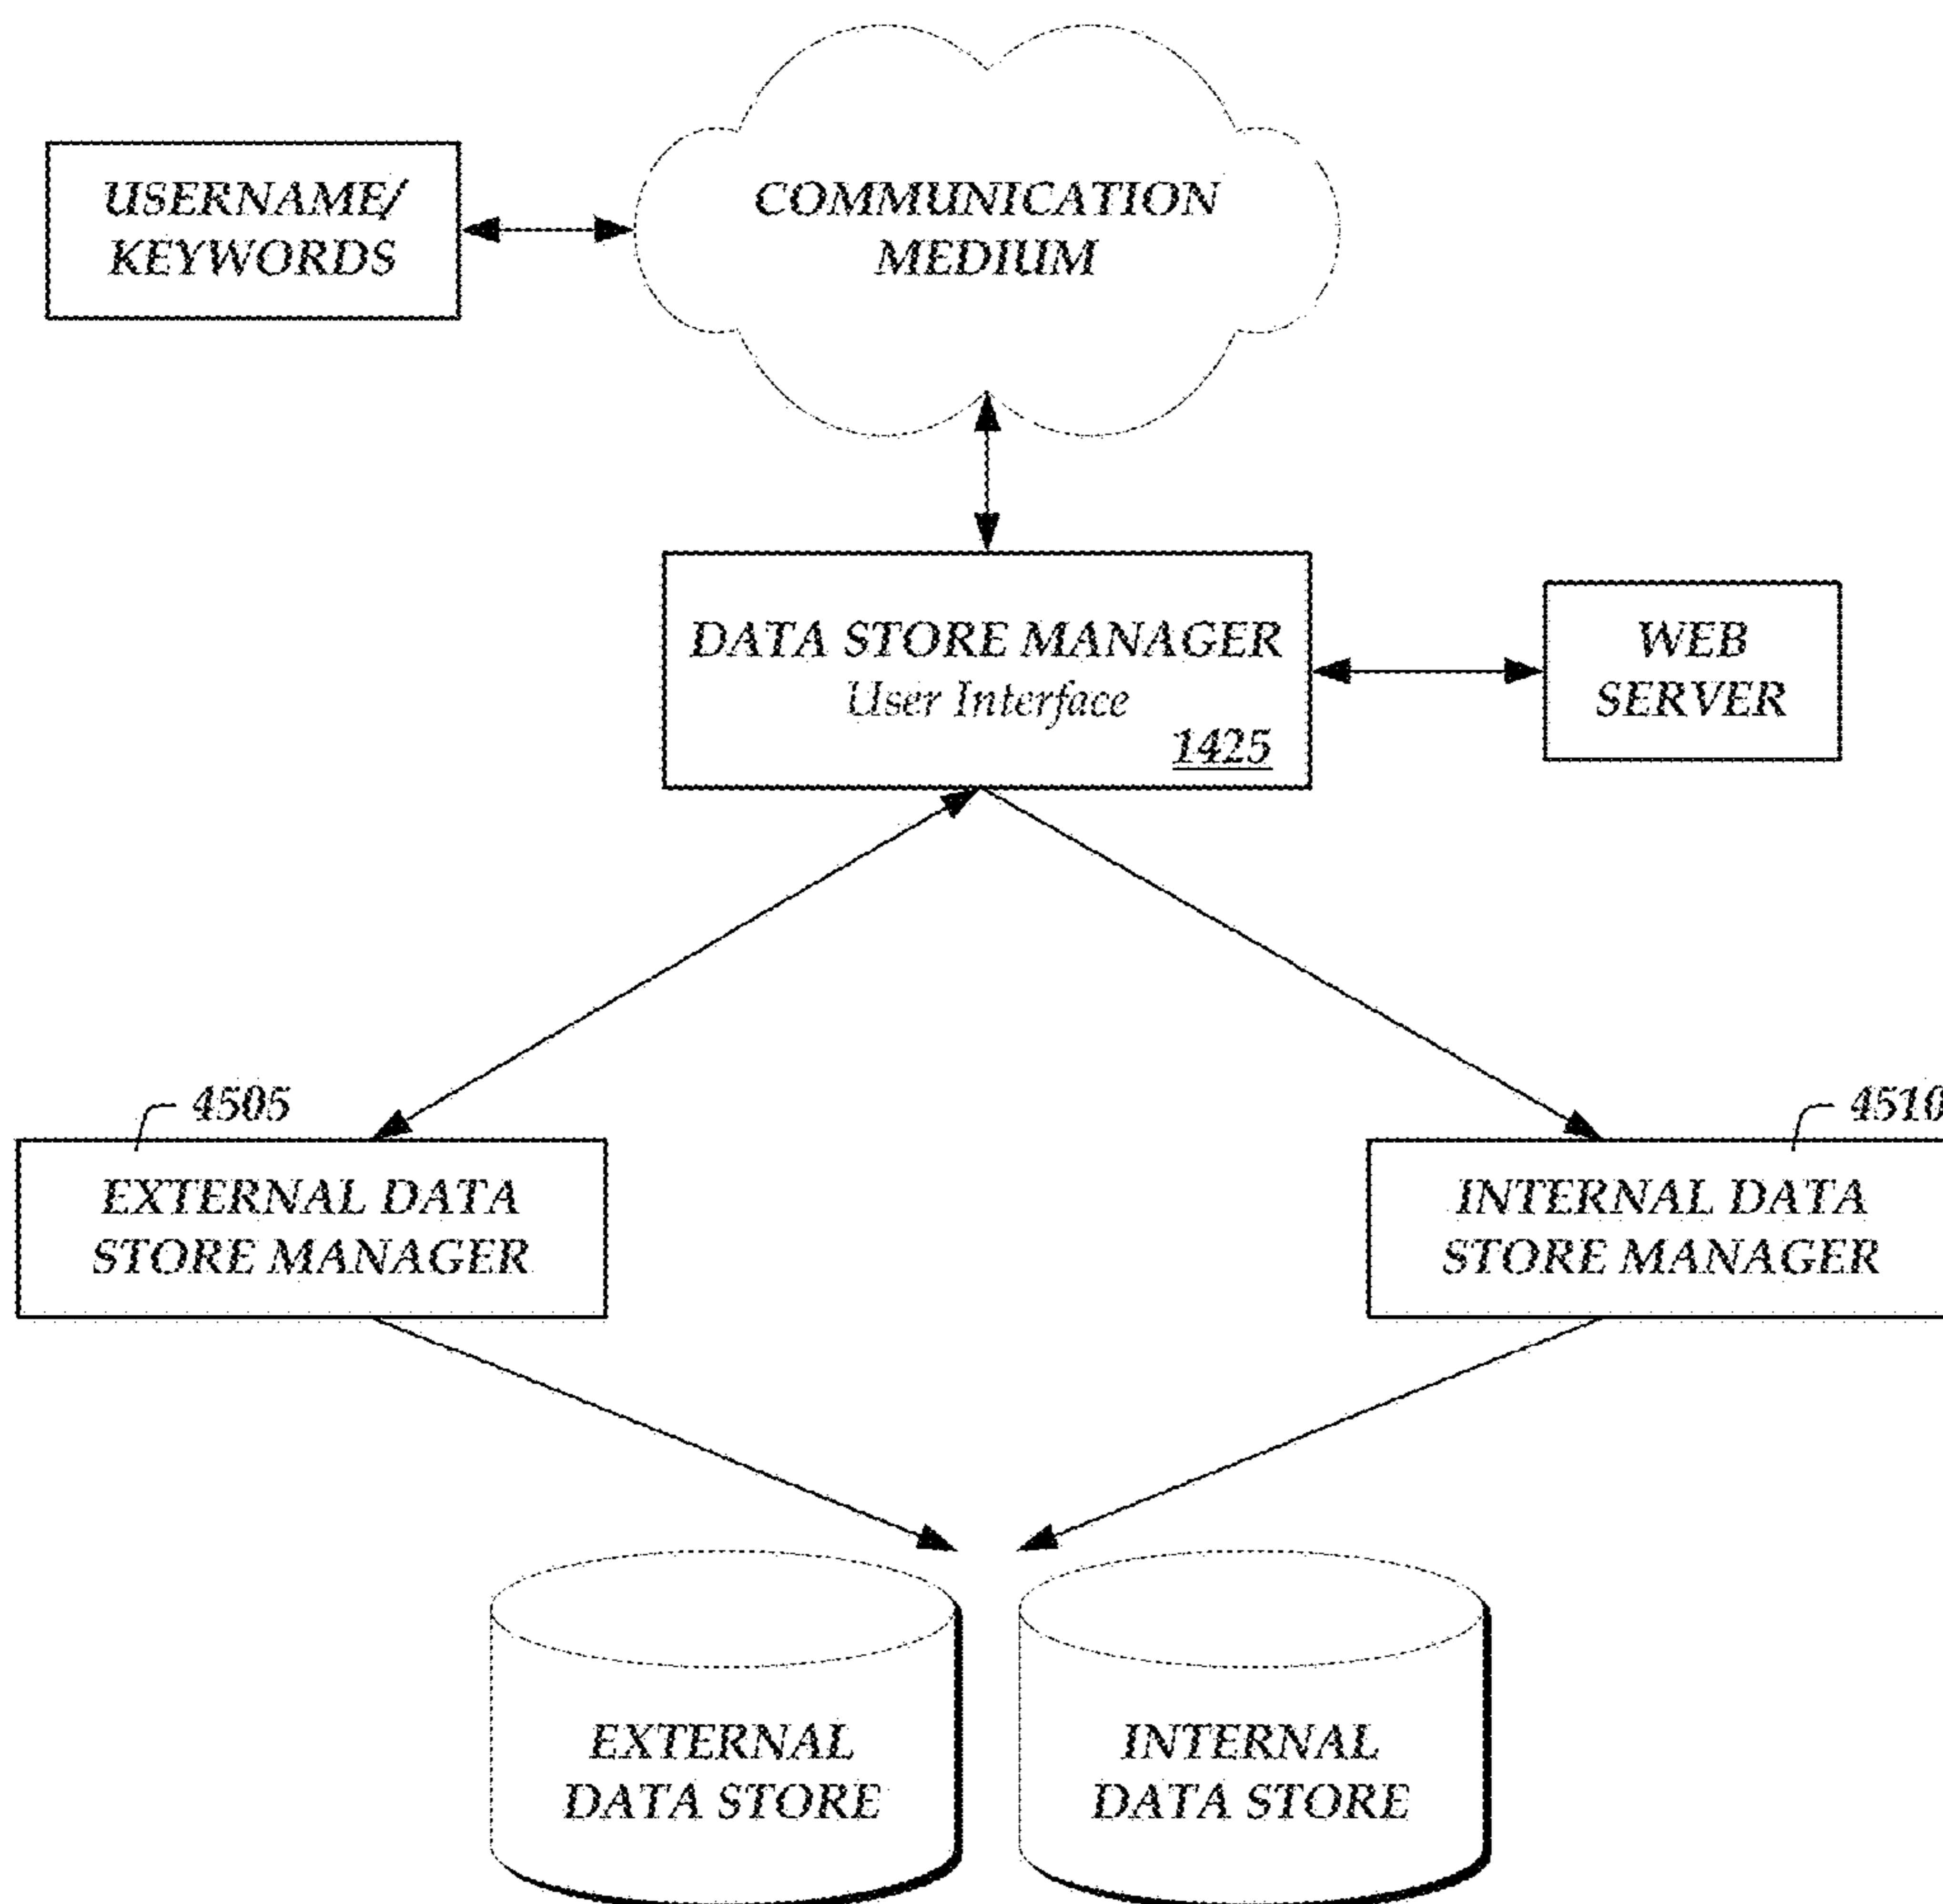 COMMUNICATION
MEDIUM
USERNAME/
KEYWORDS
DATA STORE MANAGER
User Interface
1425
WEB
SERVER
4505
EXTERNAL DATA
STORE MANAGER
4510
INTERNAL DATA
STORE MANAGER
EXTERNAL
DATA STORE
INTERNAL
DATA STORE